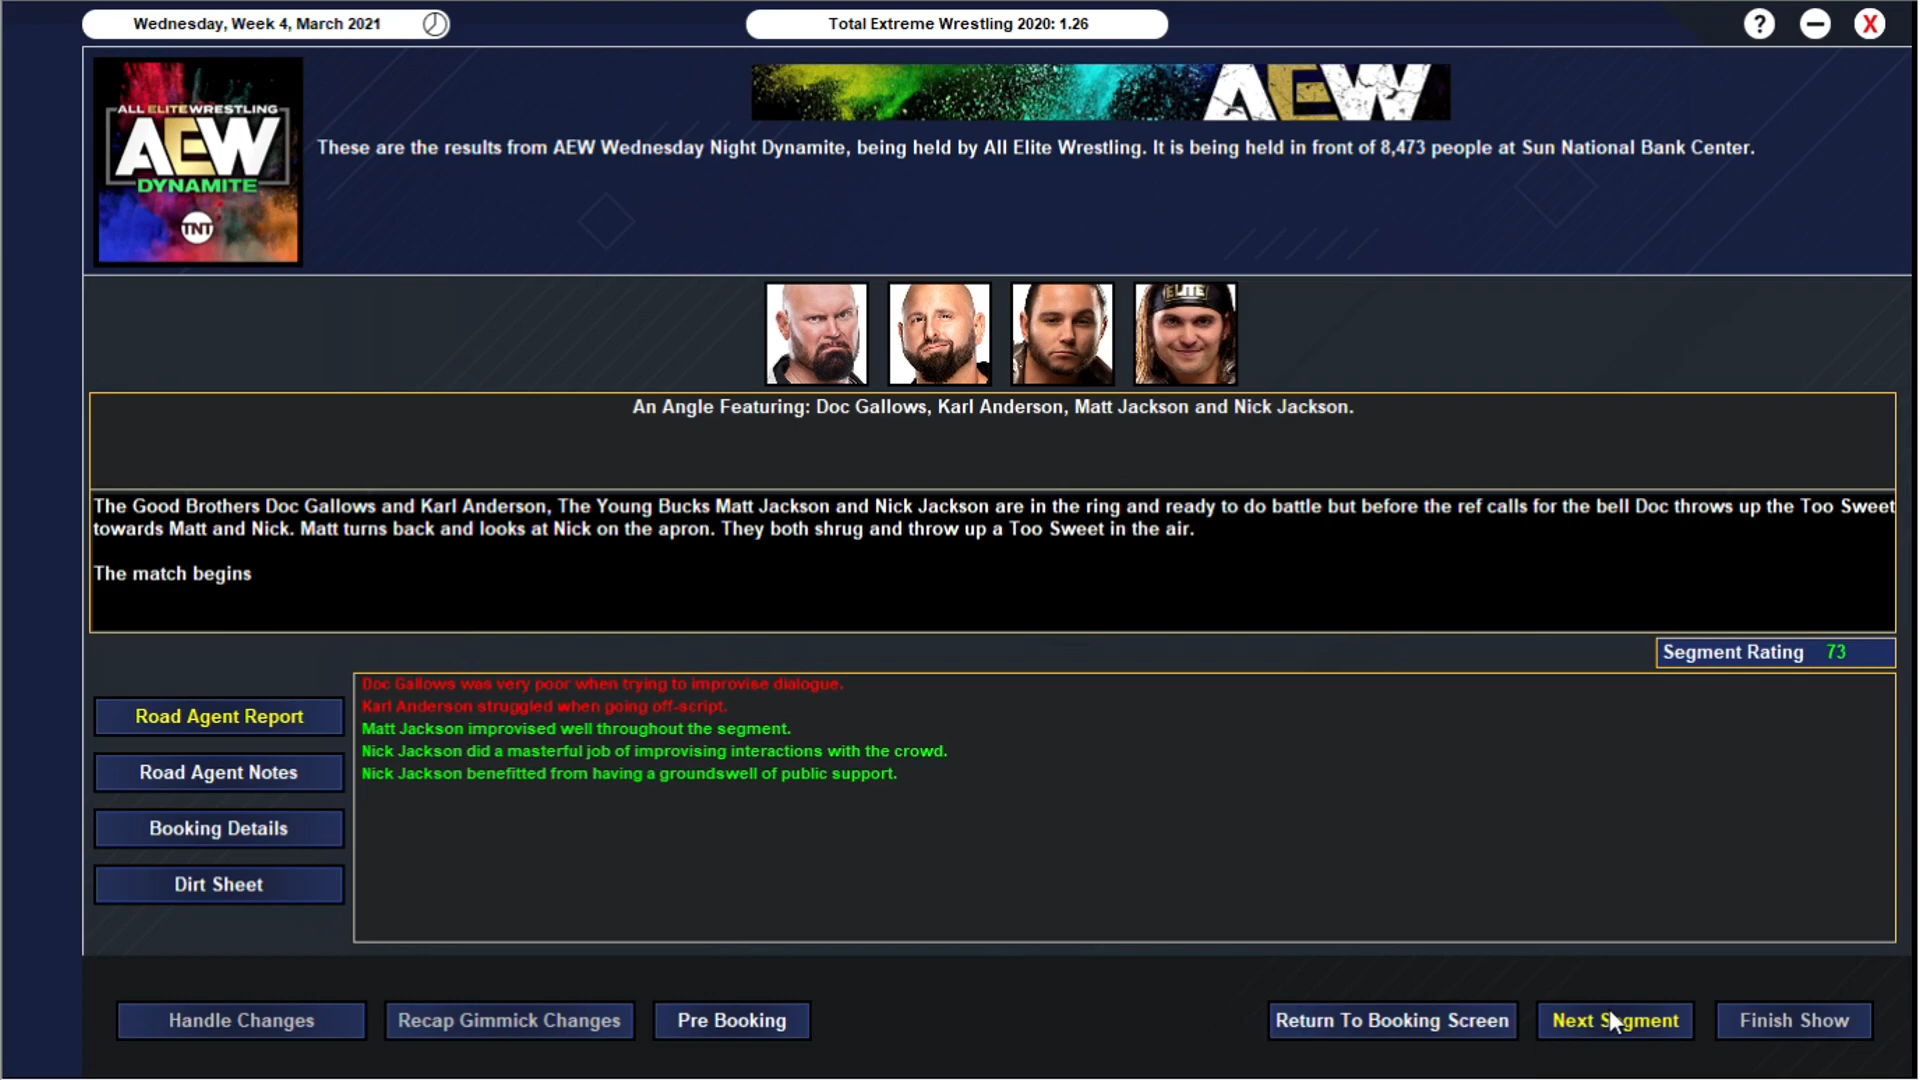 Wednesday, Week 4, March 2021
Total Extreme Wrestling 2020: 1.26
?
X
ALL ELITE WRESTLING
AEW
DYNAMITE
TNT
AEW
These are the results from AEW Wednesday Night Dynamite, being held by All Elite Wrestling. It is being held in front of 8,473 people at Sun National Bank Center.
ELITE
An Angle Featuring: Doc Gallows, Karl Anderson, Matt Jackson and Nick Jackson.
The Good Brothers Doc Gallows and Karl Anderson, The Young Bucks Matt Jackson and Nick Jackson are in the ring and ready to do battle but before the ref calls for the bell Doc throws up the Too Sweet
towards Matt and Nick. Matt turns back and looks at Nick on the apron. They both shrug and throw up a Too Sweet in the air.
The match begins
Segment Rating 73
Doc Gallows was very poor when trying to improvise dialogue.
Karl Anderson struggled when going off-script.
Matt Jackson improvised well throughout the segment.
Nick Jackson did a masterful job of improvising interactions with the crowd.
Nick Jackson benefitted from having a groundswell of public support.
Road Agent Report
Road Agent Notes
Booking Details
Dirt Sheet
Handle Changes
Recap Gimmick Changes
Pre Booking
Return To Booking Screen
Next Segment
Finish Show